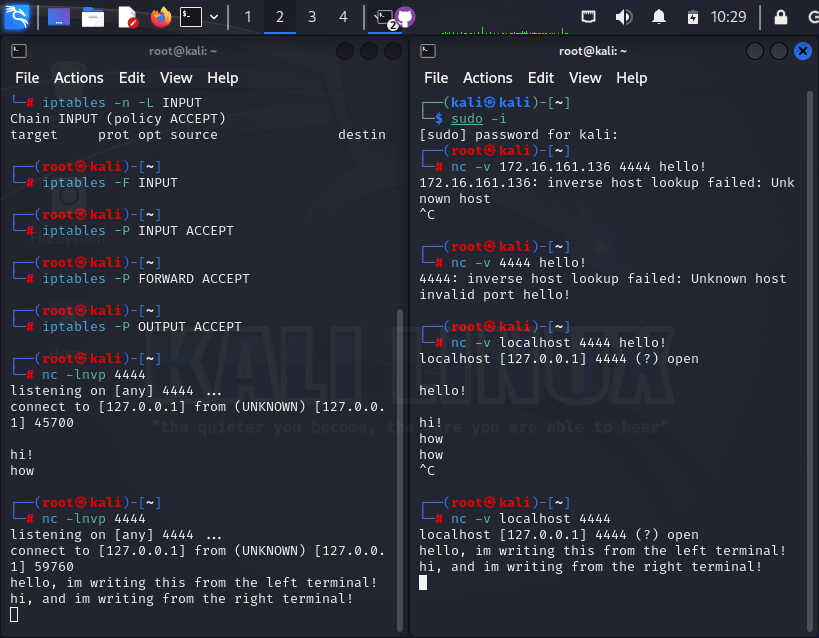 1 2 3 4 2 10:29
root@kali: ~
File Actions Edit View Help
└─# iptables -n -L INPUT
Chain INPUT (policy ACCEPT)
target prot opt source destin
┌──(root㉿kali)-[~]
└─# iptables -F INPUT
┌──(root㉿kali)-[~]
└─# iptables -P INPUT ACCEPT
┌──(root㉿kali)-[~]
└─# iptables -P FORWARD ACCEPT
┌──(root㉿kali)-[~]
└─# iptables -P OUTPUT ACCEPT
┌──(root㉿kali)-[~]
└─# nc -lnvp 4444
listening on [any] 4444 ...
connect to [127.0.0.1] from (UNKNOWN) [127.0.0.
1] 45700
hi!
how
┌──(root㉿kali)-[~]
└─# nc -lnvp 4444
listening on [any] 4444 ...
connect to [127.0.0.1] from (UNKNOWN) [127.0.0.
1] 59760
hello, im writing this from the left terminal!
hi, and im writing from the right terminal!
root@kali: ~
File Actions Edit View Help
┌──(kali㉿kali)-[~]
└─$ sudo -i
[sudo] password for kali:
┌──(root㉿kali)-[~]
└─# nc -v 172.16.161.136 4444 hello!
172.16.161.136: inverse host lookup failed: Unk
nown host
^C
┌──(root㉿kali)-[~]
└─# nc -v 4444 hello!
4444: inverse host lookup failed: Unknown host
invalid port hello!
┌──(root㉿kali)-[~]
└─# nc -v localhost 4444 hello!
localhost [127.0.0.1] 4444 (?) open
hello!
hi!
how
how
^C
┌──(root㉿kali)-[~]
└─# nc -v localhost 4444
localhost [127.0.0.1] 4444 (?) open
hello, im writing this from the left terminal!
hi, and im writing from the right terminal!
File System
KALI LINUX
"the quieter you become, the more you are able to hear"